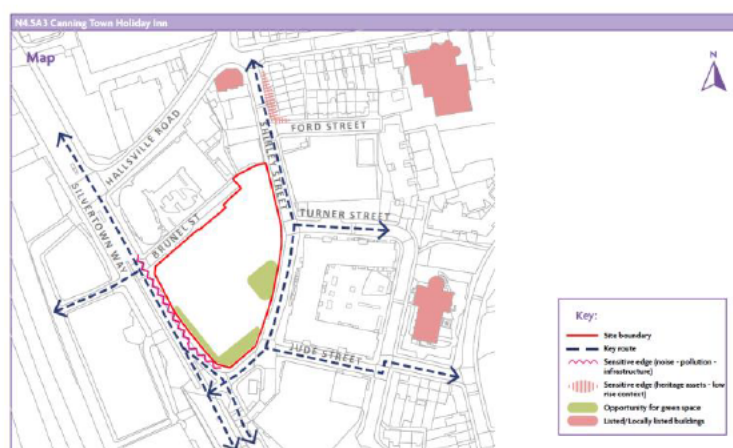 N4.SA3 Canning Town Holiday Inn
Map
N
HALLSVILLE ROAD
SHIRLEY STREET
FORD STREET
SILVERTOWN WAY
BRUNEL ST
TURNER STREET
JUDE STREET
Key:
Site boundary
Key route
Sensitive edge (noise - pollution -
infrastructure)
Sensitive edge (heritage assets - low
rise context)
Opportunity for green space
Listed/Locally listed buildings